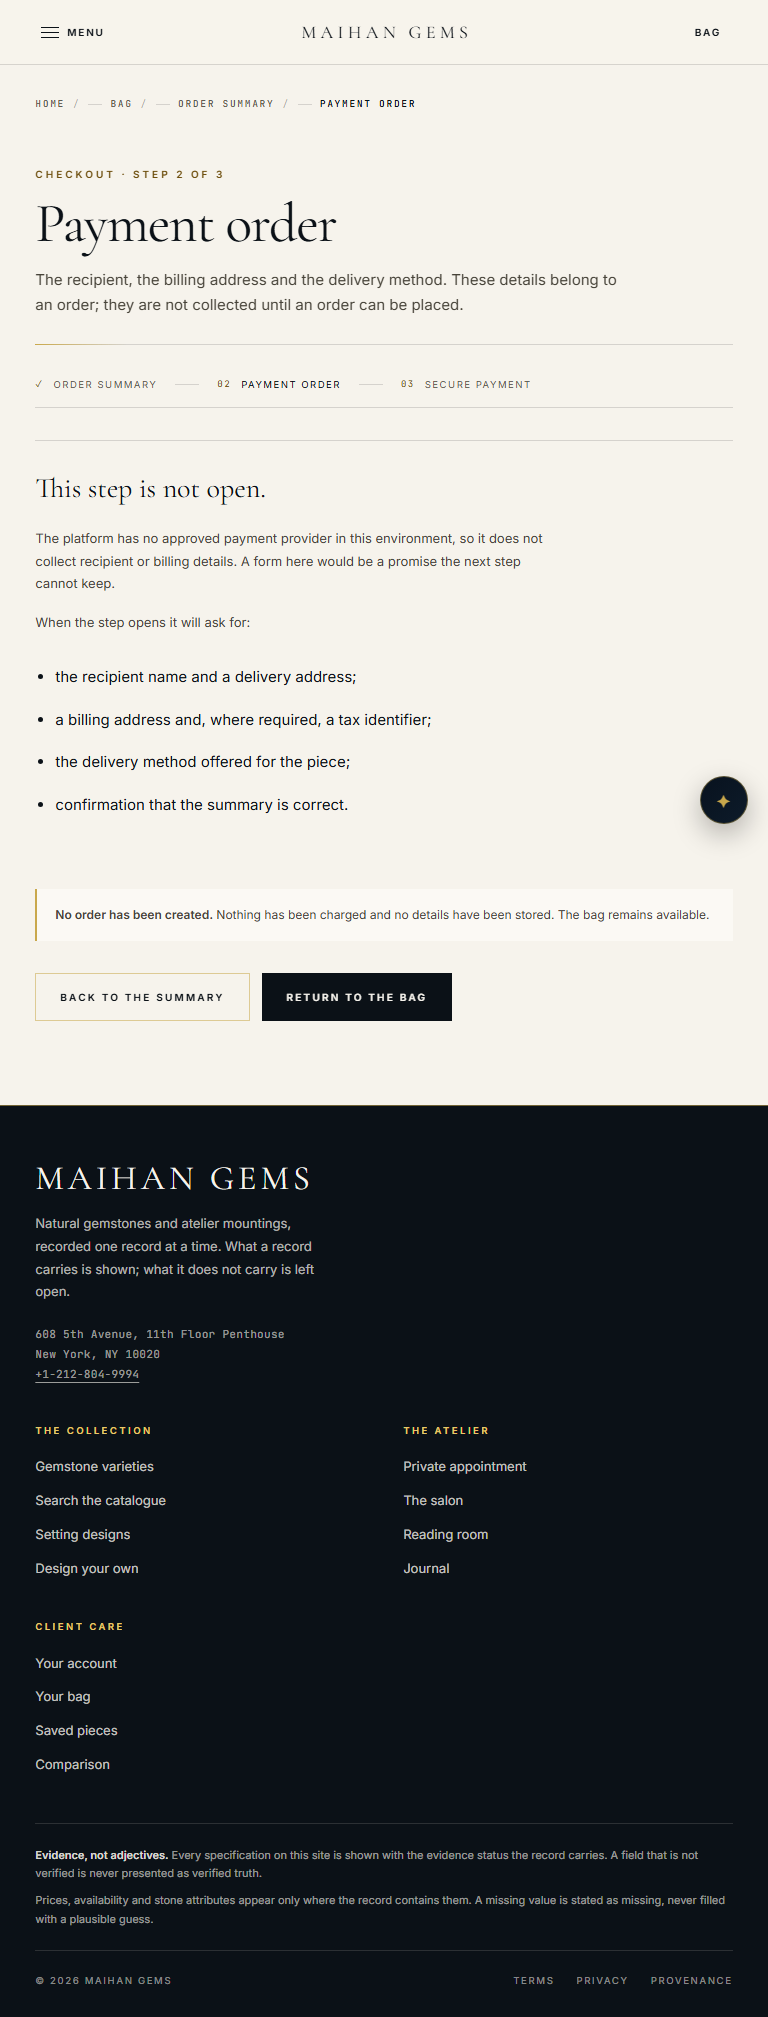 MENU
MAIHAN GEMS
BAG
HOME / — BAG / — ORDER SUMMARY / — PAYMENT ORDER
CHECKOUT · STEP 2 OF 3
Payment order
The recipient, the billing address and the delivery method. These details belong to
an order; they are not collected until an order can be placed.
✓ ORDER SUMMARY — 02 PAYMENT ORDER — 03 SECURE PAYMENT
This step is not open.
The platform has no approved payment provider in this environment, so it does not
collect recipient or billing details. A form here would be a promise the next step
cannot keep.
When the step opens it will ask for:
• the recipient name and a delivery address;
• a billing address and, where required, a tax identifier;
• the delivery method offered for the piece;
• confirmation that the summary is correct.
No order has been created. Nothing has been charged and no details have been stored. The bag remains available.
BACK TO THE SUMMARY
RETURN TO THE BAG
MAIHAN GEMS
Natural gemstones and atelier mountings,
recorded one record at a time. What a record
carries is shown; what it does not carry is left
open.
608 5th Avenue, 11th Floor Penthouse
New York, NY 10020
+1-212-804-9994
THE COLLECTION
Gemstone varieties
Search the catalogue
Setting designs
Design your own
THE ATELIER
Private appointment
The salon
Reading room
Journal
CLIENT CARE
Your account
Your bag
Saved pieces
Comparison
Evidence, not adjectives. Every specification on this site is shown with the evidence status the record carries. A field that is not
verified is never presented as verified truth.
Prices, availability and stone attributes appear only where the record contains them. A missing value is stated as missing, never filled
with a plausible guess.
© 2026 MAIHAN GEMS
TERMS
PRIVACY
PROVENANCE